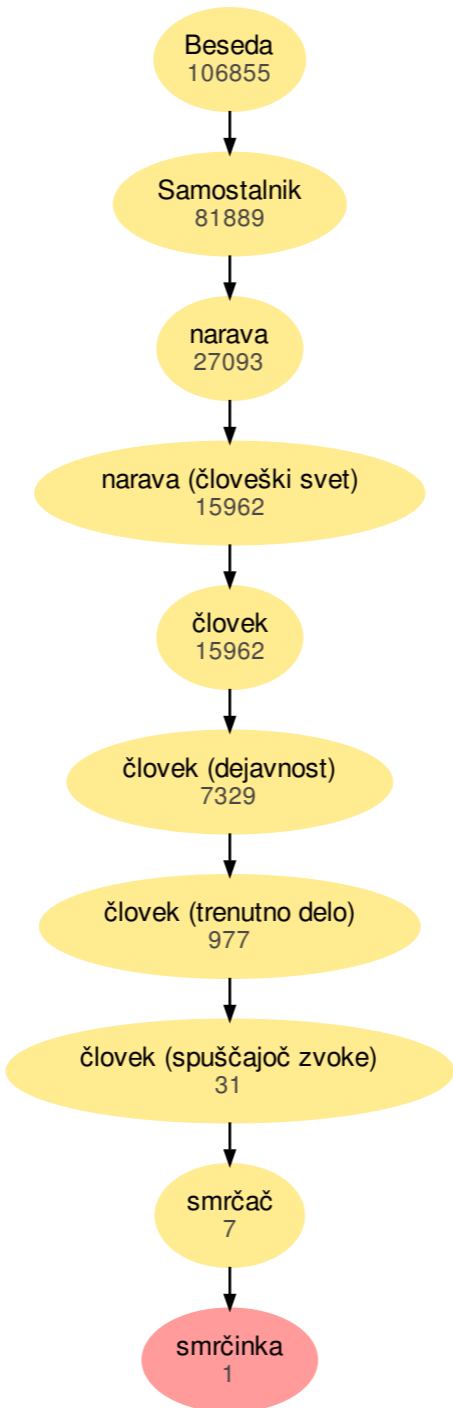 Beseda
106855
Samostalnik
81889
narava
27093
narava (človeški svet)
15962
človek
15962
človek (dejavnost)
7329
človek (trenutno delo)
977
človek (spuščajoč zvoke)
31
smrčač
7
smrčinka
1